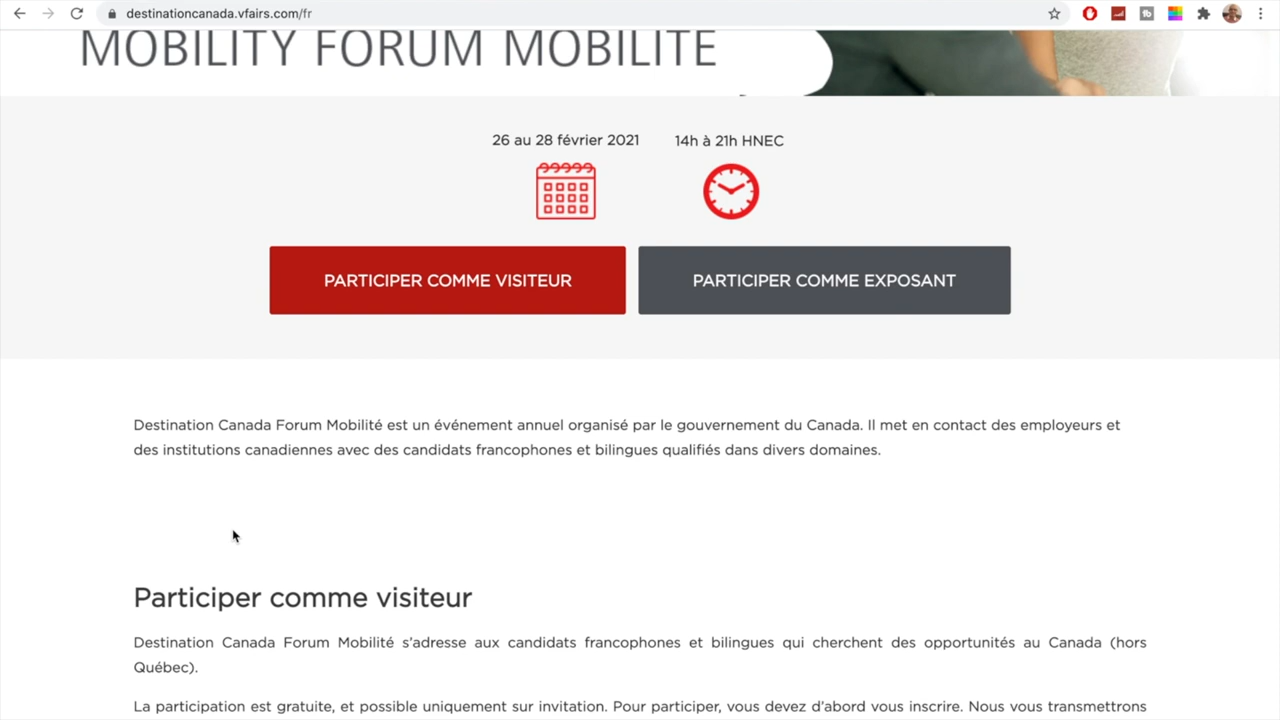 destinationcanada.vfairs.com/fr
MOBILITY FORUM MOBILITÉ
26 au 28 février 2021
14h à 21h HNEC
PARTICIPER COMME VISITEUR
PARTICIPER COMME EXPOSANT
Destination Canada Forum Mobilité est un événement annuel organisé par le gouvernement du Canada. Il met en contact des employeurs et
des institutions canadiennes avec des candidats francophones et bilingues qualifiés dans divers domaines.
Participer comme visiteur
Destination Canada Forum Mobilité s’adresse aux candidats francophones et bilingues qui cherchent des opportunités au Canada (hors
Québec).
La participation est gratuite, et possible uniquement sur invitation. Pour participer, vous devez d’abord vous inscrire. Nous vous transmettrons